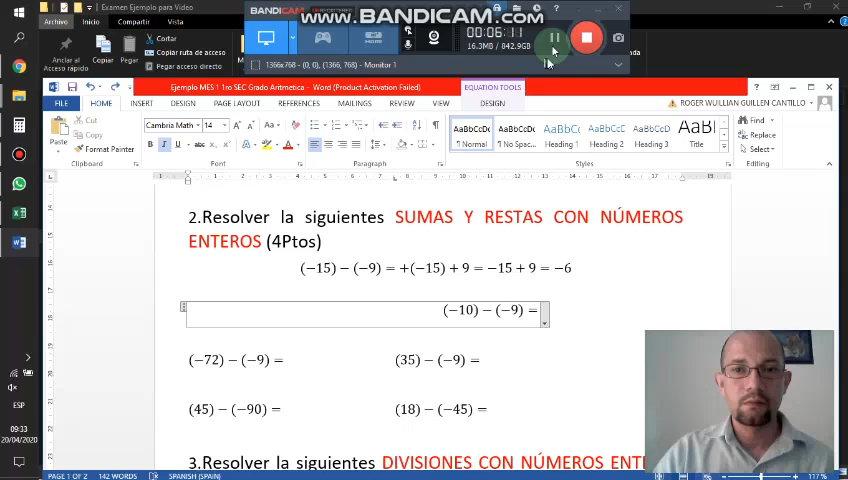 Examen Ejemplo para Video
www.BANDICAM.com
BANDICAM
00:06:11
16.3MB / 842.9GB
1366x768 - (0, 0), (1366, 768) - Monitor 1
Archivo Inicio Compartir Vista
Anclar al
Acceso rápido
Copiar
Pegar
Cortar
Copiar ruta de acceso
Pegar acceso directo
Ejemplo MES 1 1ro SEC Grado Aritmetica - Word (Product Activation Failed)
EQUATION TOOLS
FILE HOME INSERT DESIGN PAGE LAYOUT REFERENCES MAILINGS REVIEW VIEW DESIGN
ROGER WUILLIAN GUILLEN CANTILLO
Paste
Cut
Copy
Format Painter
Clipboard
Cambria Math 14
Font
Paragraph
AaBbCcDc AaBbCcDc AaBbCc AaBbCcC AaBbCcD AaBl
¶ Normal ¶ No Spac... Heading 1 Heading 2 Heading 3 Title
Styles
Find
Replace
Select
Editing
2.Resolver la siguientes SUMAS Y RESTAS CON NÚMEROS
ENTEROS (4Ptos)
(−15) − (−9) = +(−15) + 9 = −15 + 9 = −6
(−10) − (−9) =
(−72) − (−9) = (35) − (−9) =
(45) − (−90) = (18) − (−45) =
3.Resolver la siguientes DIVISIONES CON NÚMEROS
ESP
09:33
20/04/2020
PAGE 1 OF 2 142 WORDS SPANISH (SPAIN)
117 %